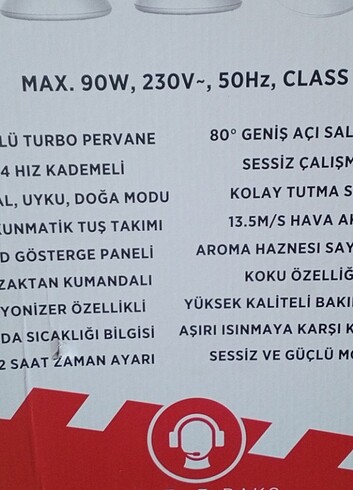 MAX. 90W, 230V~, 50Hz, CLASS
LÜ TURBO PERVANE
4 HIZ KADEMELİ
AL, UYKU, DOĞA MODU
KUNMATİK TUŞ TAKIMI
D GÖSTERGE PANELİ
ZAKTAN KUMANDALI
YONİZER ÖZELLİKLİ
DA SICAKLIĞI BİLGİSİ
2 SAAT ZAMAN AYARI
80° GENİŞ AÇI SAL
SESSİZ ÇALIŞM
KOLAY TUTMA S
13.5M/S HAVA AK
AROMA HAZNESI SAY
KOKU ÖZELLİĞ
YÜKSEK KALİTELİ BAKI
AŞIRI ISINMAYA KARŞI K
SESSİZ VE GÜÇLÜ MO